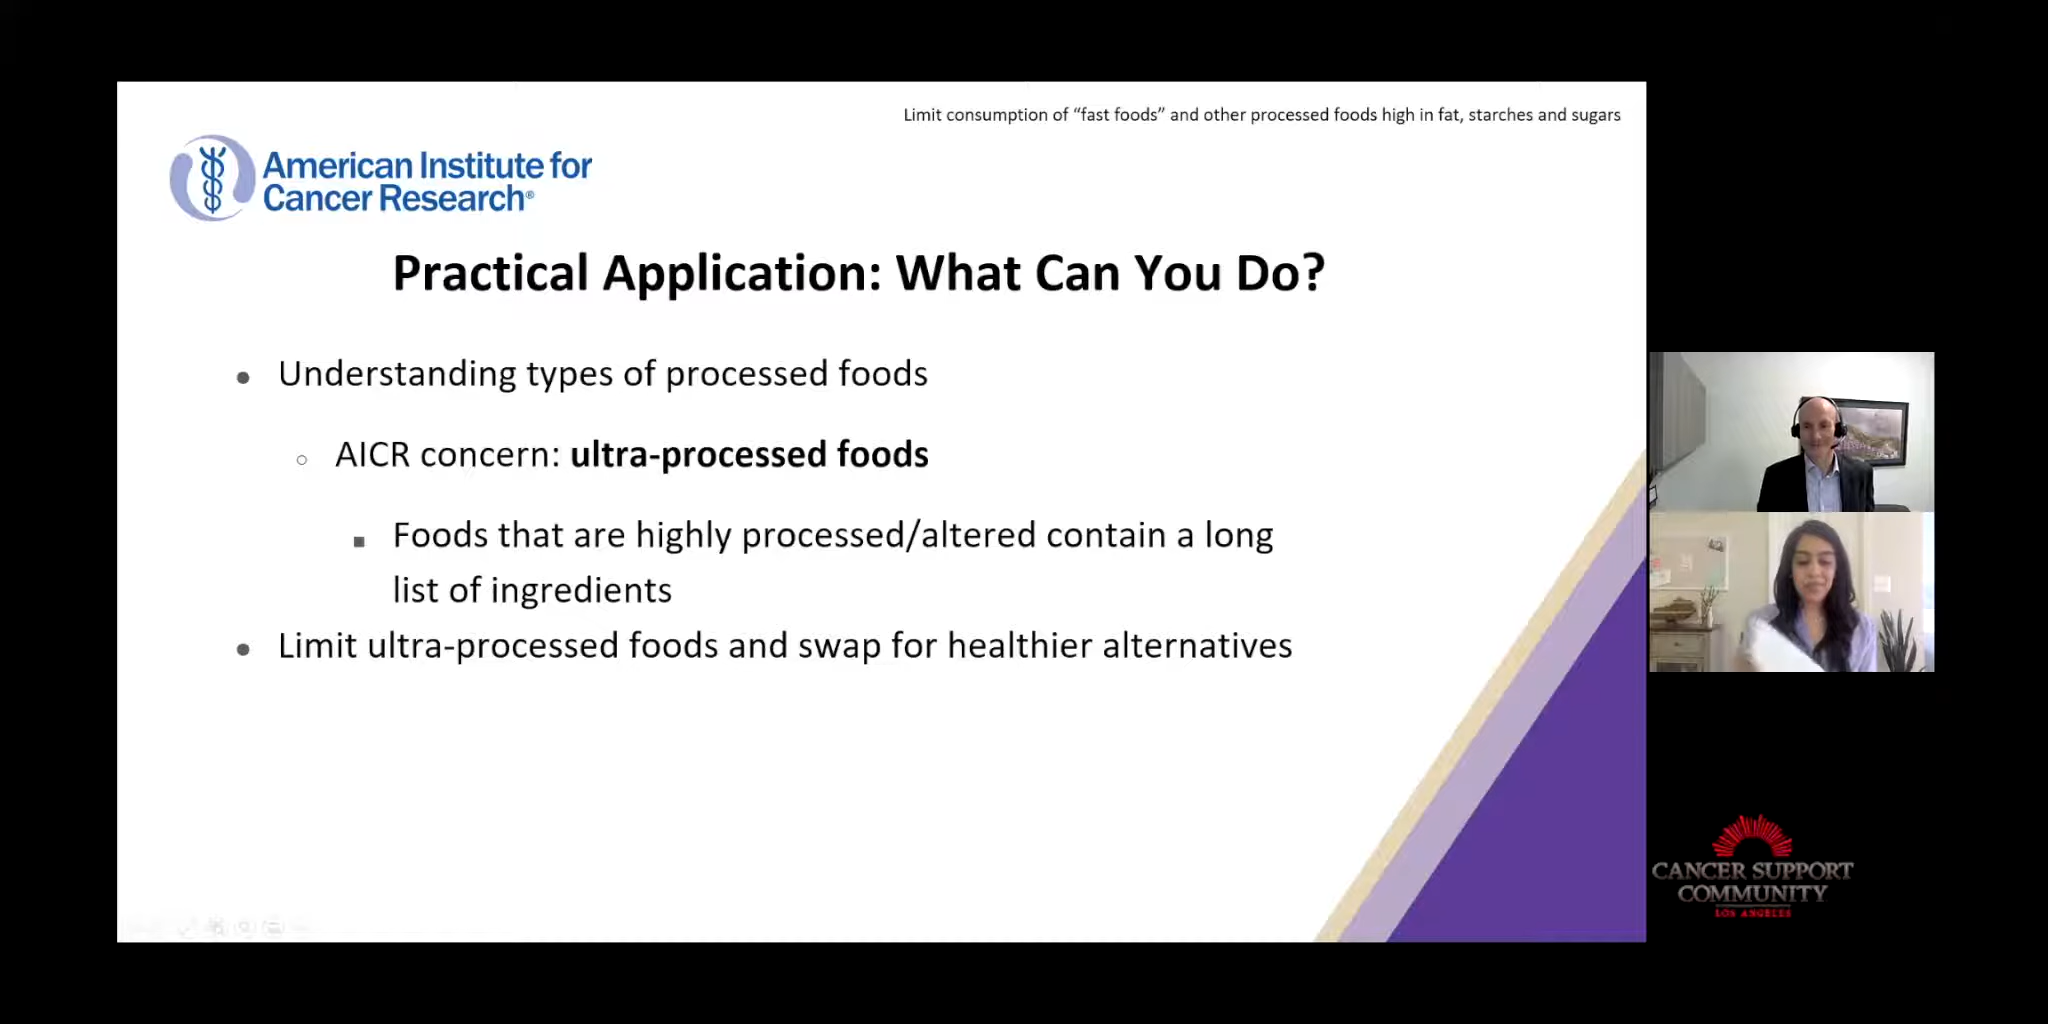 Limit consumption of “fast foods” and other processed foods high in fat, starches and sugars
American Institute for
Cancer Research®
Practical Application: What Can You Do?
• Understanding types of processed foods
○ AICR concern: ultra-processed foods
■ Foods that are highly processed/altered contain a long
list of ingredients
• Limit ultra-processed foods and swap for healthier alternatives
CANCER SUPPORT
COMMUNITY
LOS ANGELES